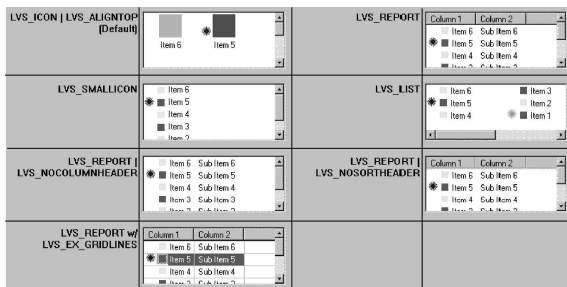 LVS_ICON | LVS_ALIGNTOP
(Default)
Item 6 Item 5
LVS_REPORT
Column 1 Column 2
Item 6 Sub Item 6
Item 5 Sub Item 5
Item 4 Sub Item 4
LVS_SMALLICON
Item 6
Item 5
Item 4
Item 3
Item 2
LVS_LIST
Item 6 Item 3
Item 5 Item 2
Item 4 Item 1
LVS_REPORT |
LVS_NOCOLUMNHEADER
Item 6 Sub Item 6
Item 5 Sub Item 5
Item 4 Sub Item 4
Item 3 Sub Item 3
LVS_REPORT |
LVS_NOSORTHEADER
Column 1 Column 2
Item 6 Sub Item 6
Item 5 Sub Item 5
Item 4 Sub Item 4
LVS_REPORT w/
LVS_EX_GRIDLINES
Column 1 Column 2
Item 6 Sub Item 6
Item 5 Sub Item 5
Item 4 Sub Item 4